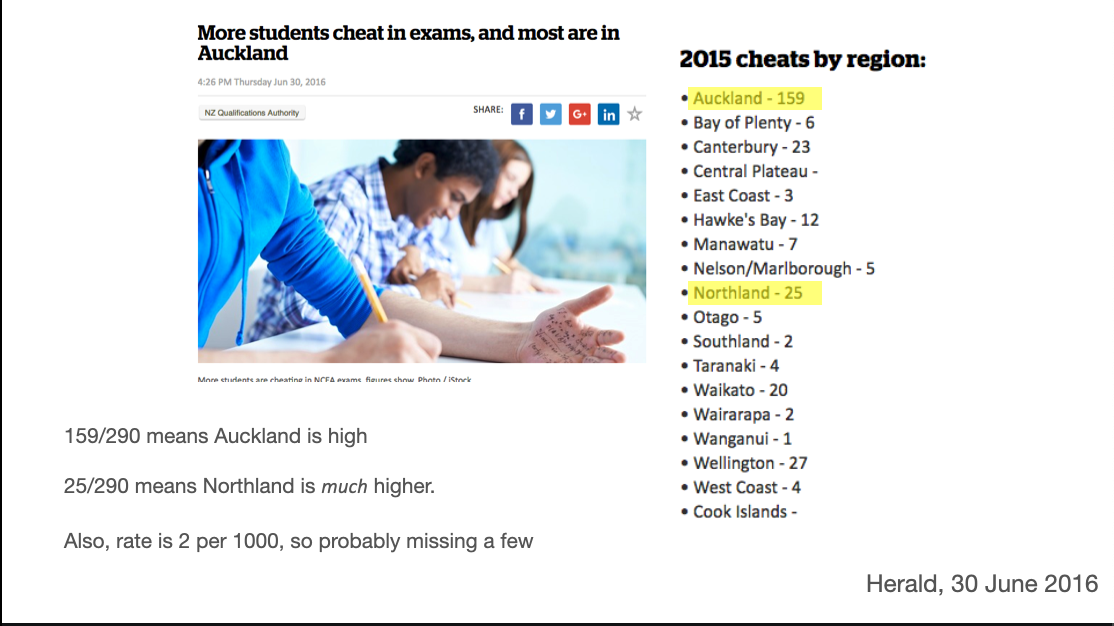 More students cheat in exams, and most are in
Auckland
4:26 PM Thursday Jun 30, 2016
NZ Qualifications Authority
SHARE:
f
G+
in
More students are cheating in NCEA exams, figures show. Photo / iStock
159/290 means Auckland is high
25/290 means Northland is much higher.
Also, rate is 2 per 1000, so probably missing a few
2015 cheats by region:
• Auckland - 159
• Bay of Plenty - 6
• Canterbury - 23
• Central Plateau -
• East Coast - 3
• Hawke's Bay - 12
• Manawatu - 7
• Nelson/Marlborough - 5
• Northland - 25
• Otago - 5
• Southland - 2
• Taranaki - 4
• Waikato - 20
• Wairarapa - 2
• Wanganui - 1
• Wellington - 27
• West Coast - 4
• Cook Islands -
Herald, 30 June 2016